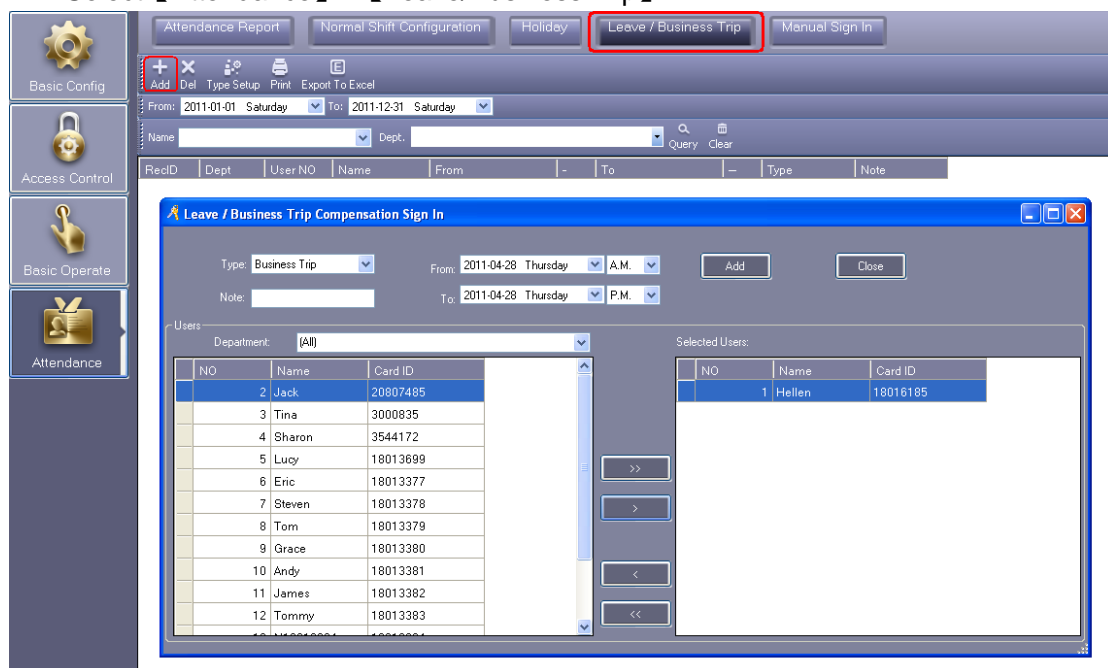 Attendance Report Normal Shift Configuration Holiday Leave / Business Trip Manual Sign In
Add Del Type Setup Print Export To Excel
From: 2011-01-01 Saturday To: 2011-12-31 Saturday
Name Dept. Query Clear
RecID Dept User NO Name From - To -- Type Note
Basic Config
Access Control
Basic Operate
Attendance
Leave / Business Trip Compensation Sign In
Type: Business Trip From: 2011-04-28 Thursday A.M. Add Close
Note: To: 2011-04-28 Thursday P.M.
Users
Department: (All) Selected Users:
NO Name Card ID NO Name Card ID
2 Jack 20807485 1 Hellen 18016185
3 Tina 3000835
4 Sharon 3544172
5 Lucy 18013699
6 Eric 18013377
>>
7 Steven 18013378
>
8 Tom 18013379
9 Grace 18013380
10 Andy 18013381
<
11 James 18013382
12 Tommy 18013383
<<